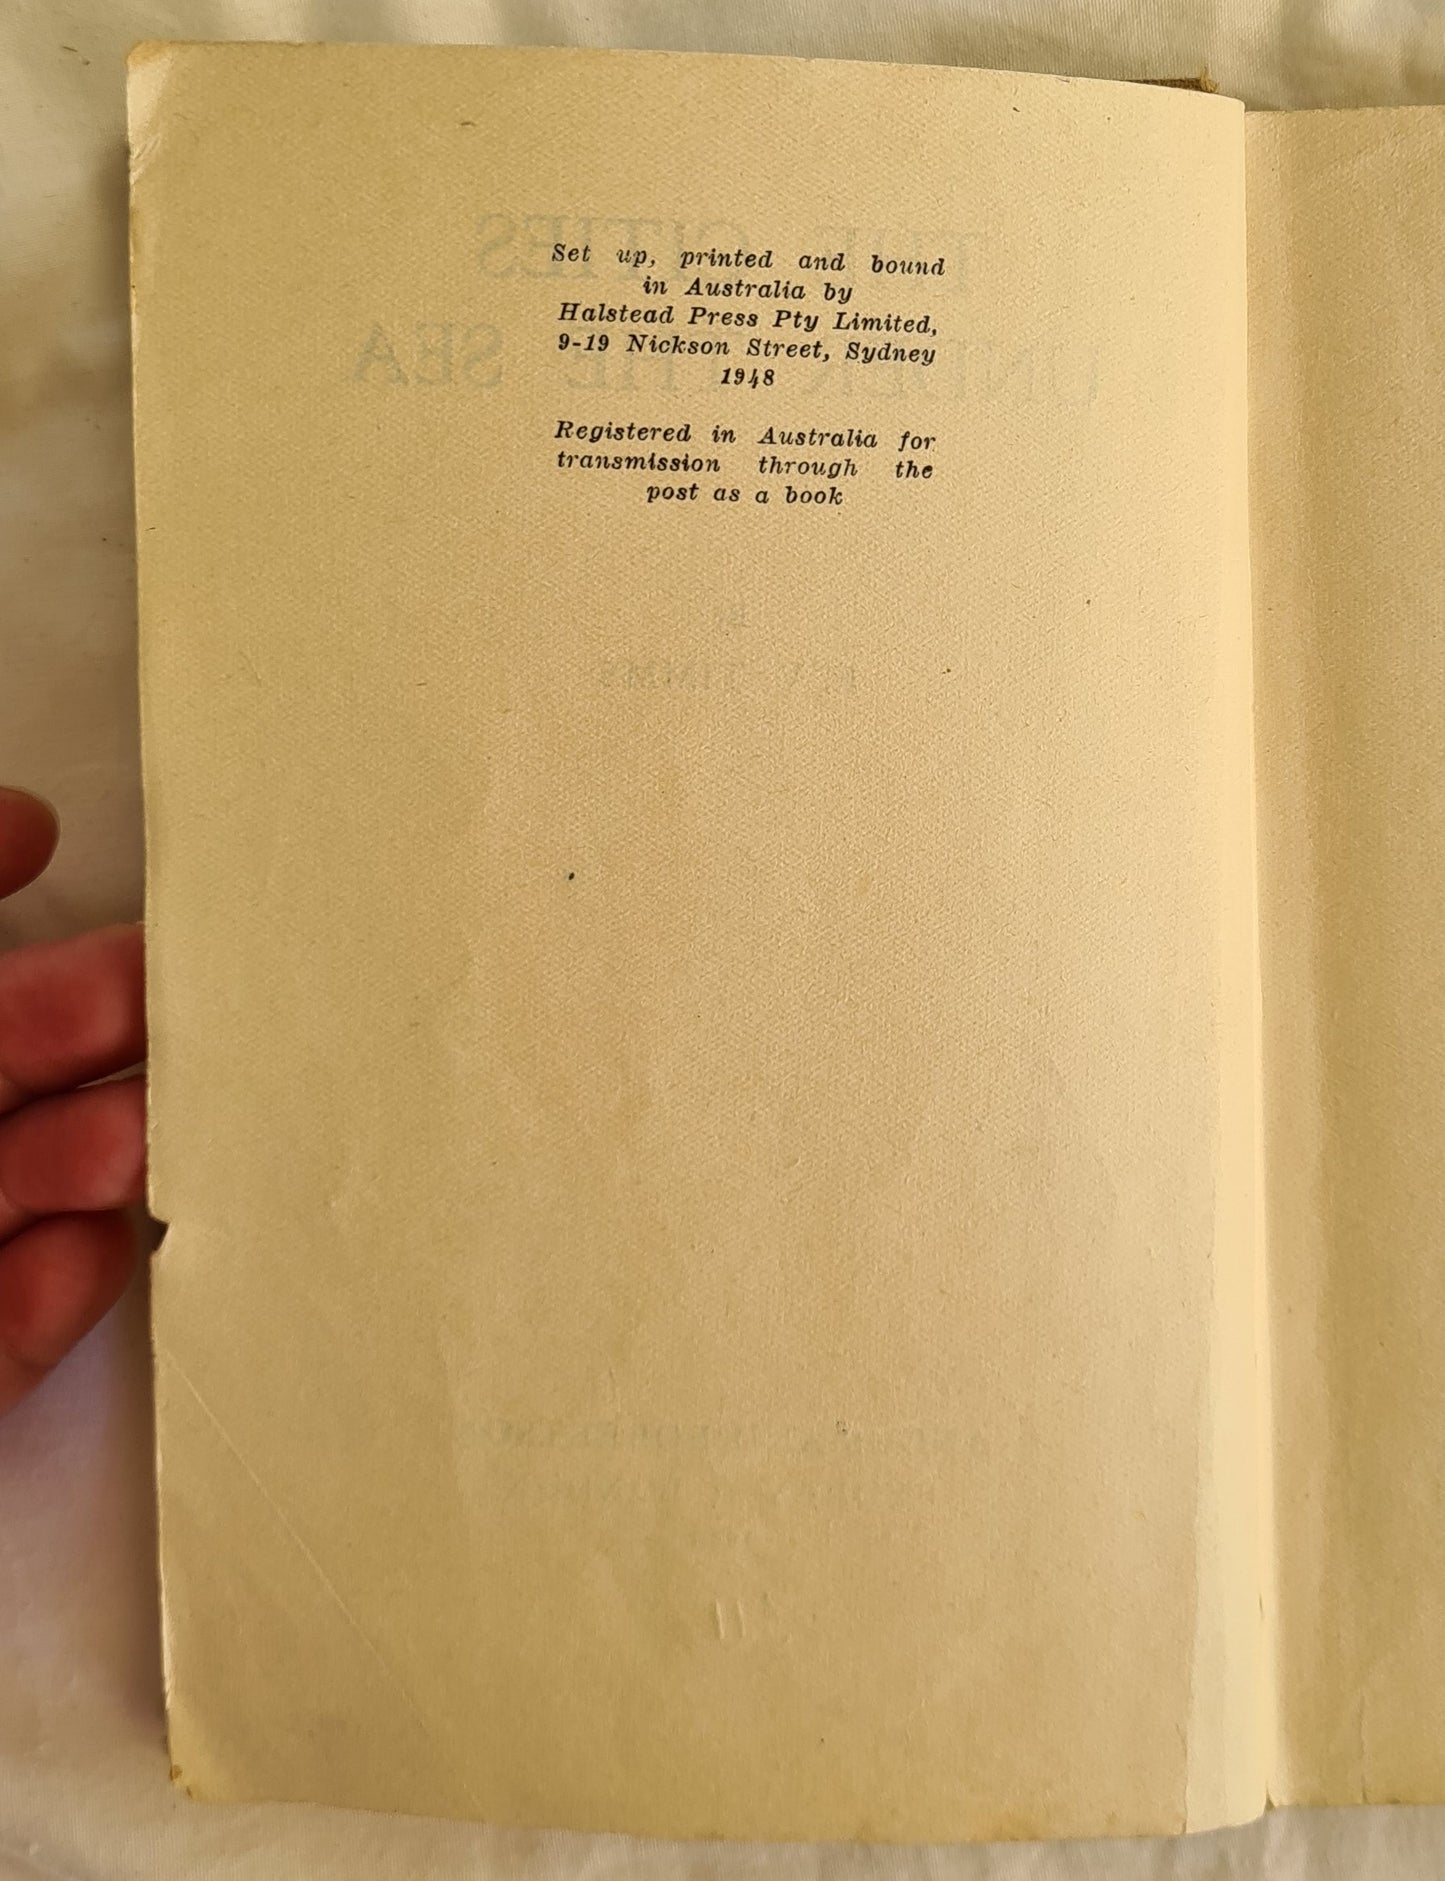 Set up, printed and bound
in Australia by
Halstead Press Pty Limited,
9-19 Nickson Street, Sydney
1948
Registered in Australia for
transmission through the
post as a book